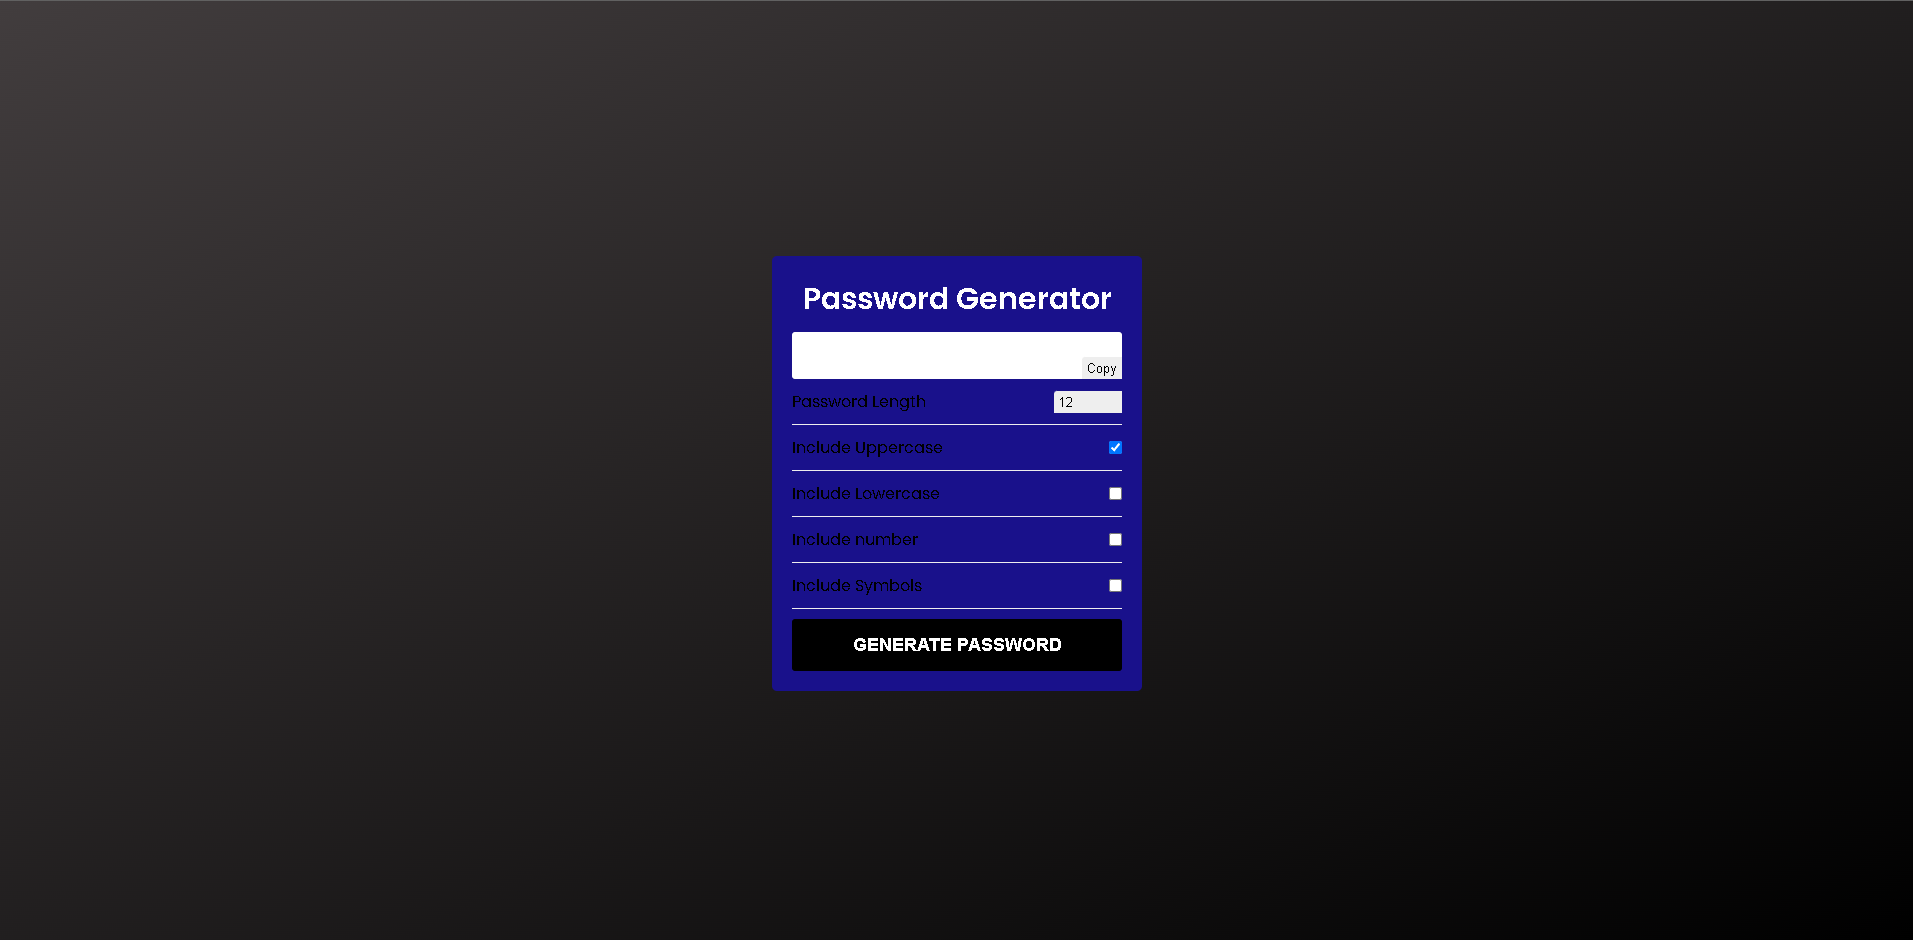 Password Generator
Copy
Password Length 12
Include Uppercase
Include Lowercase
Include number
Include Symbols
GENERATE PASSWORD